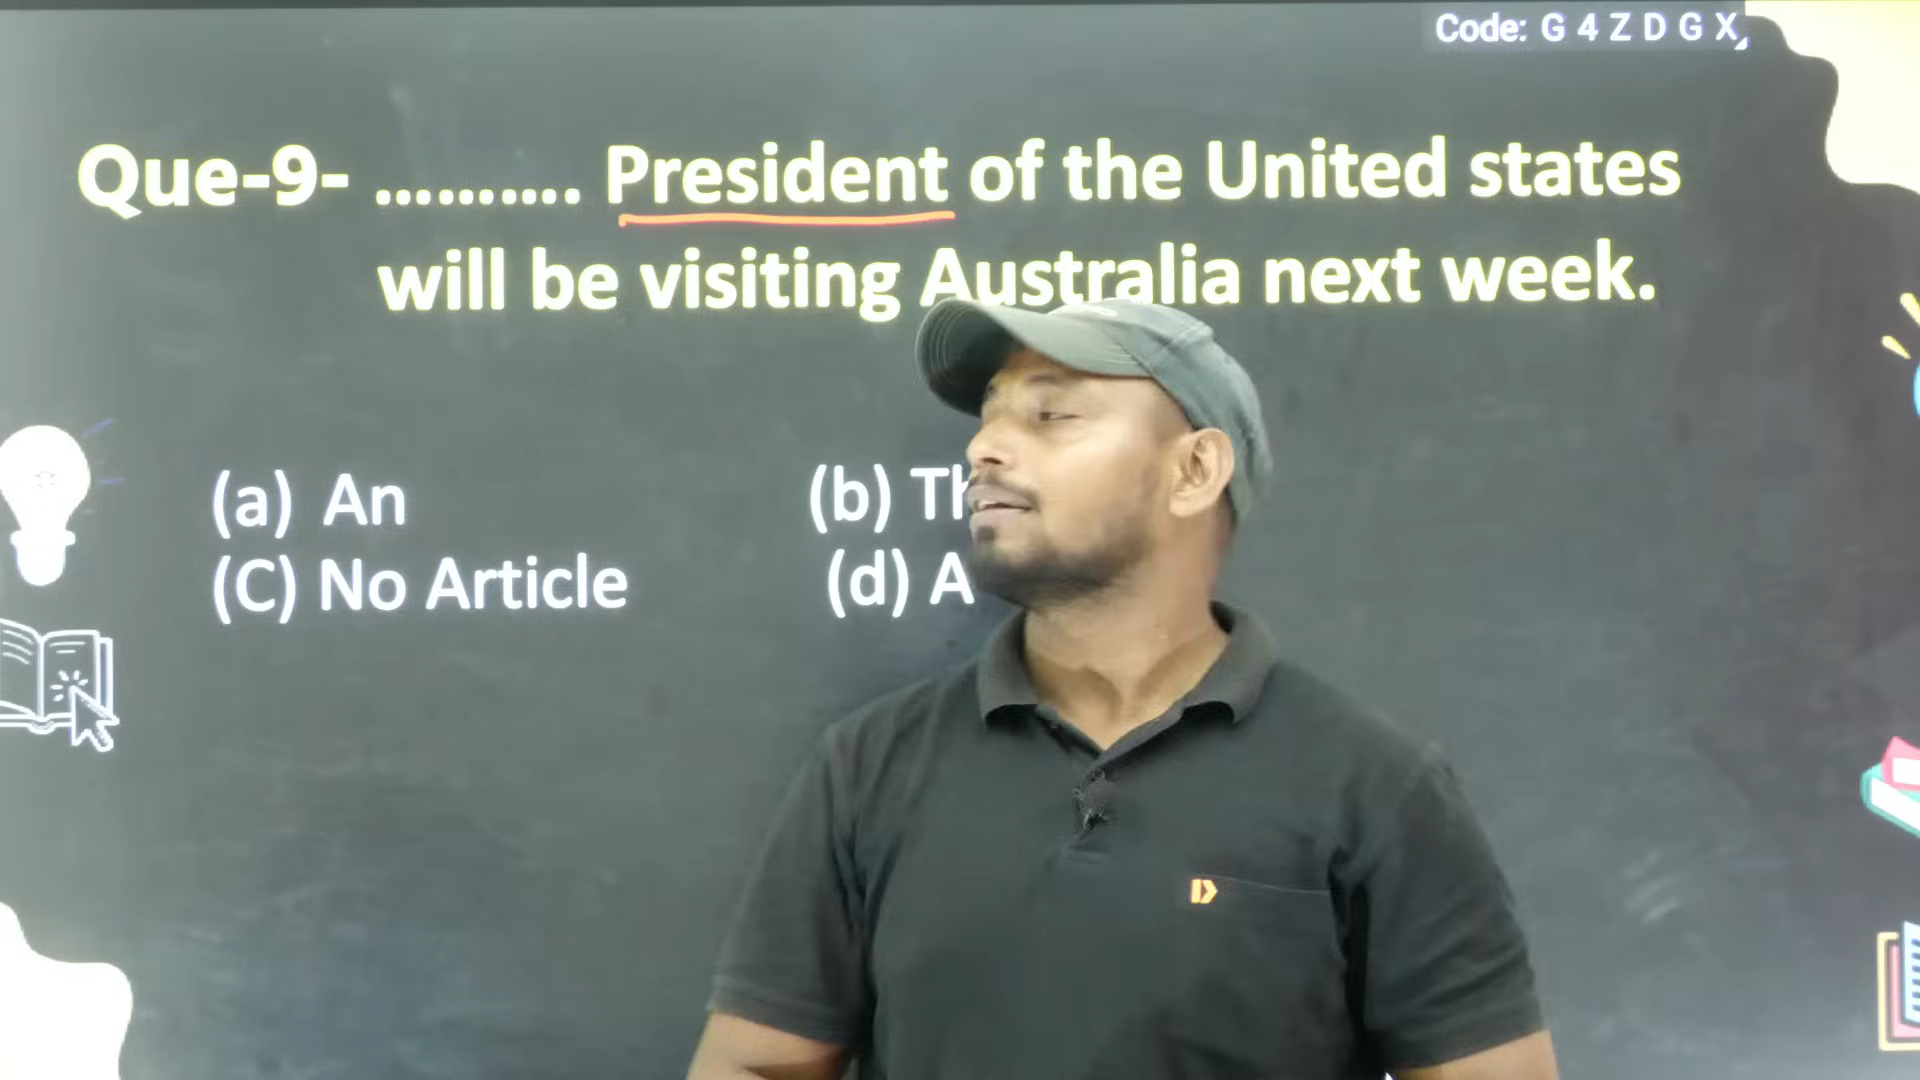 Code: G 4 Z D G X
Que-9- .......... President of the United states
will be visiting Australia next week.
(a) An
(b)
(C) No Article
(d) A